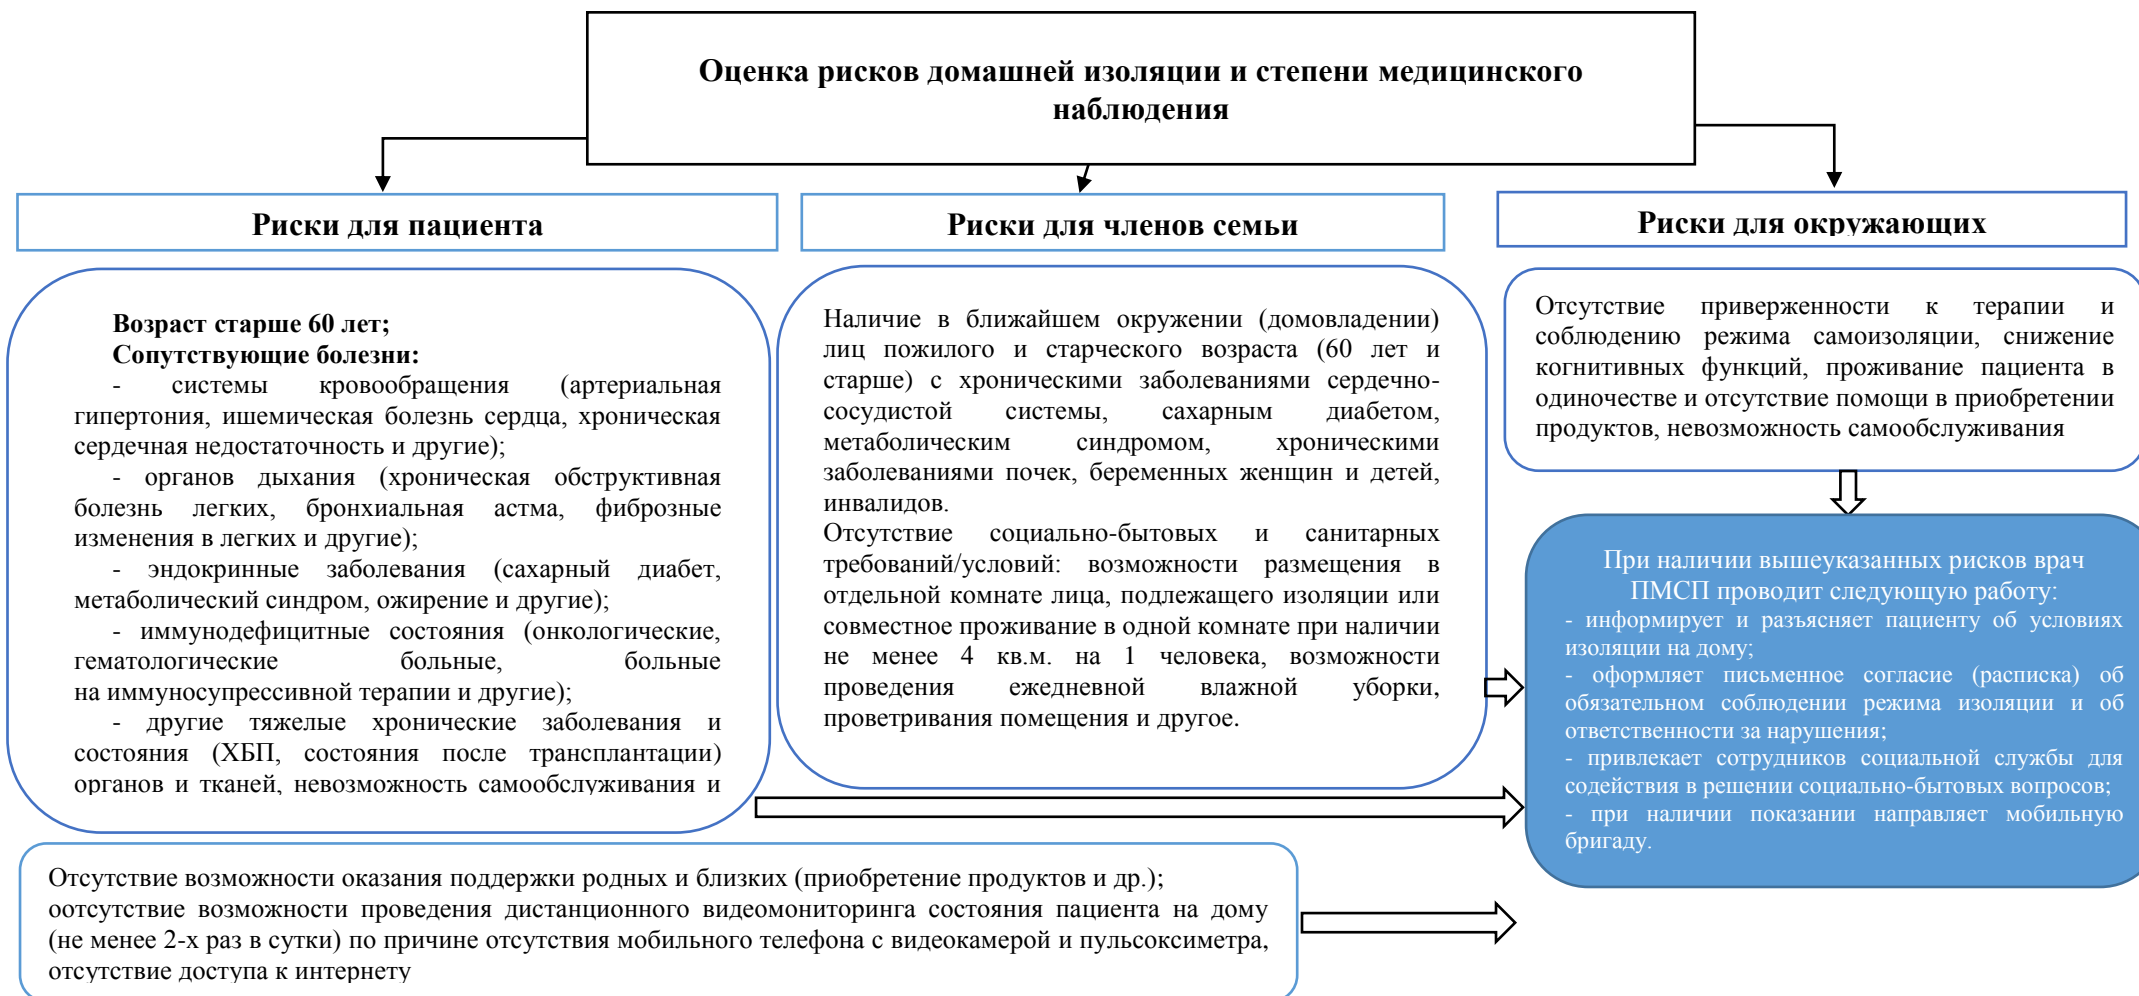 Оценка рисков домашней изоляции и степени медицинского
наблюдения
Риски для пациента
Возраст старше 60 лет;
Сопутствующие болезни:
- системы кровообращения (артериальная
гипертония, ишемическая болезнь сердца, хроническая
сердечная недостаточность и другие);
- органов дыхания (хроническая обструктивная
болезнь легких, бронхиальная астма, фиброзные
изменения в легких и другие);
- эндокринные заболевания (сахарный диабет,
метаболический синдром, ожирение и другие);
- иммунодефицитные состояния (онкологические,
гематологические больные, больные
на иммуносупрессивной терапии и другие);
- другие тяжелые хронические заболевания и
состояния (ХБП, состояния после трансплантации)
органов и тканей, невозможность самообслуживания и
Риски для членов семьи
Наличие в ближайшем окружении (домовладении)
лиц пожилого и старческого возраста (60 лет и
старше) с хроническими заболеваниями сердечно-
сосудистой системы, сахарным диабетом,
метаболическим синдромом, хроническими
заболеваниями почек, беременных женщин и детей,
инвалидов.
Отсутствие социально-бытовых и санитарных
требований/условий: возможности размещения в
отдельной комнате лица, подлежащего изоляции или
совместное проживание в одной комнате при наличии
не менее 4 кв.м. на 1 человека, возможности
проведения ежедневной влажной уборки,
проветривания помещения и другое.
Риски для окружающих
Отсутствие приверженности к терапии и
соблюдению режима самоизоляции, снижение
когнитивных функций, проживание пациента в
одиночестве и отсутствие помощи в приобретении
продуктов, невозможность самообслуживания
При наличии вышеуказанных рисков врач
ПМСП проводит следующую работу:
- информирует и разъясняет пациенту об условиях
изоляции на дому;
- оформляет письменное согласие (расписка) об
обязательном соблюдении режима изоляции и об
ответственности за нарушения;
- привлекает сотрудников социальной службы для
содействия в решении социально-бытовых вопросов;
- при наличии показании направляет мобильную
бригаду.
Отсутствие возможности оказания поддержки родных и близких (приобретение продуктов и др.);
оотсутствие возможности проведения дистанционного видеомониторинга состояния пациента на дому
(не менее 2-х раз в сутки) по причине отсутствия мобильного телефона с видеокамерой и пульсоксиметра,
отсутствие доступа к интернету